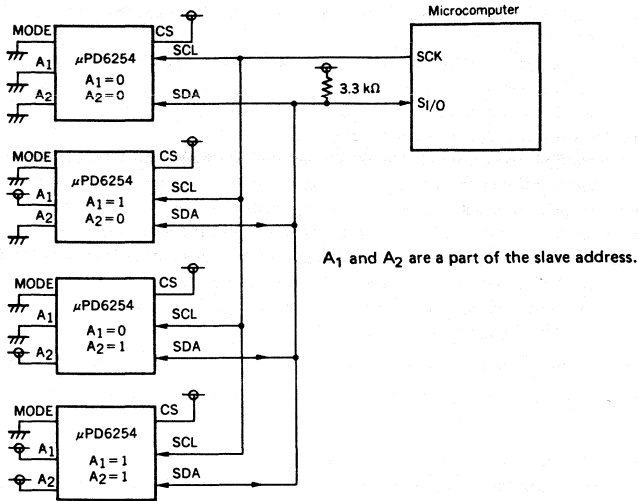 Microcomputer
SCK
SI/O
3.3 kΩ
MODE
A1
A2
μPD6254
A1=0
A2=0
CS
SCL
SDA
MODE
A1
A2
μPD6254
A1=1
A2=0
CS
SCL
SDA
A1 and A2 are a part of the slave address.
MODE
A1
A2
μPD6254
A1=0
A2=1
CS
SCL
SDA
MODE
A1
A2
μPD6254
A1=1
A2=1
CS
SCL
SDA